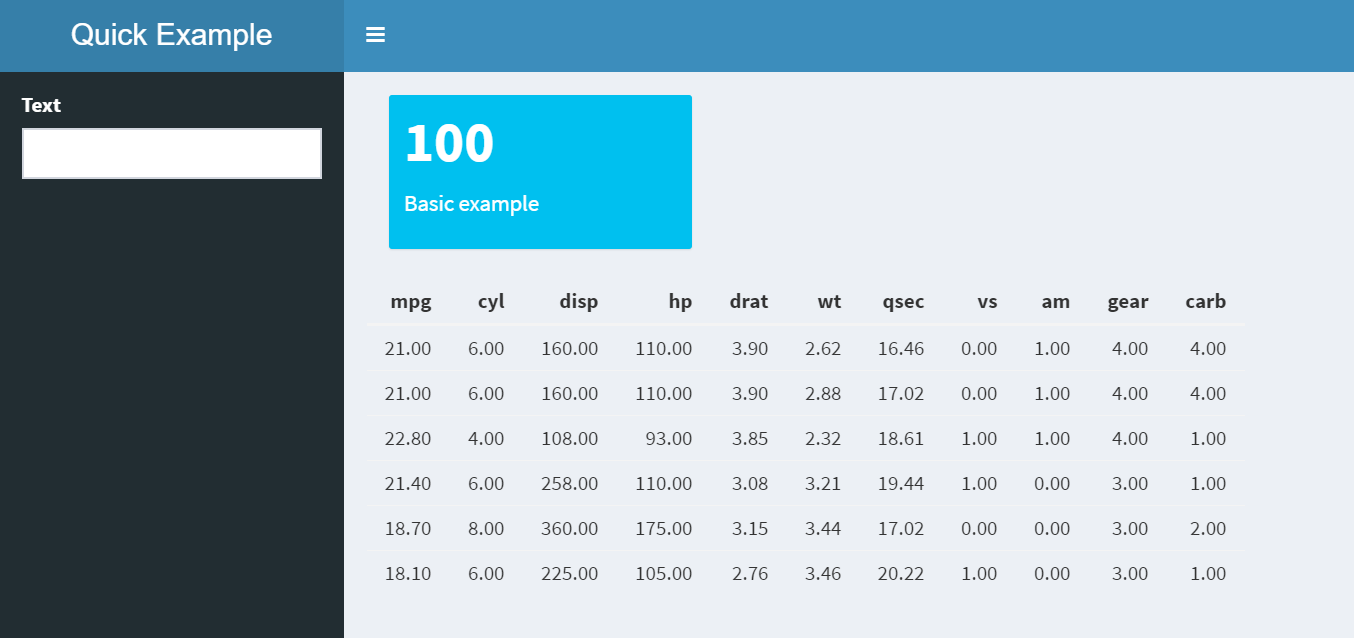 Quick Example
Text
100
Basic example
mpg cyl disp hp drat wt qsec vs am gear carb
21.00 6.00 160.00 110.00 3.90 2.62 16.46 0.00 1.00 4.00 4.00
21.00 6.00 160.00 110.00 3.90 2.88 17.02 0.00 1.00 4.00 4.00
22.80 4.00 108.00 93.00 3.85 2.32 18.61 1.00 1.00 4.00 1.00
21.40 6.00 258.00 110.00 3.08 3.21 19.44 1.00 0.00 3.00 1.00
18.70 8.00 360.00 175.00 3.15 3.44 17.02 0.00 0.00 3.00 2.00
18.10 6.00 225.00 105.00 2.76 3.46 20.22 1.00 0.00 3.00 1.00